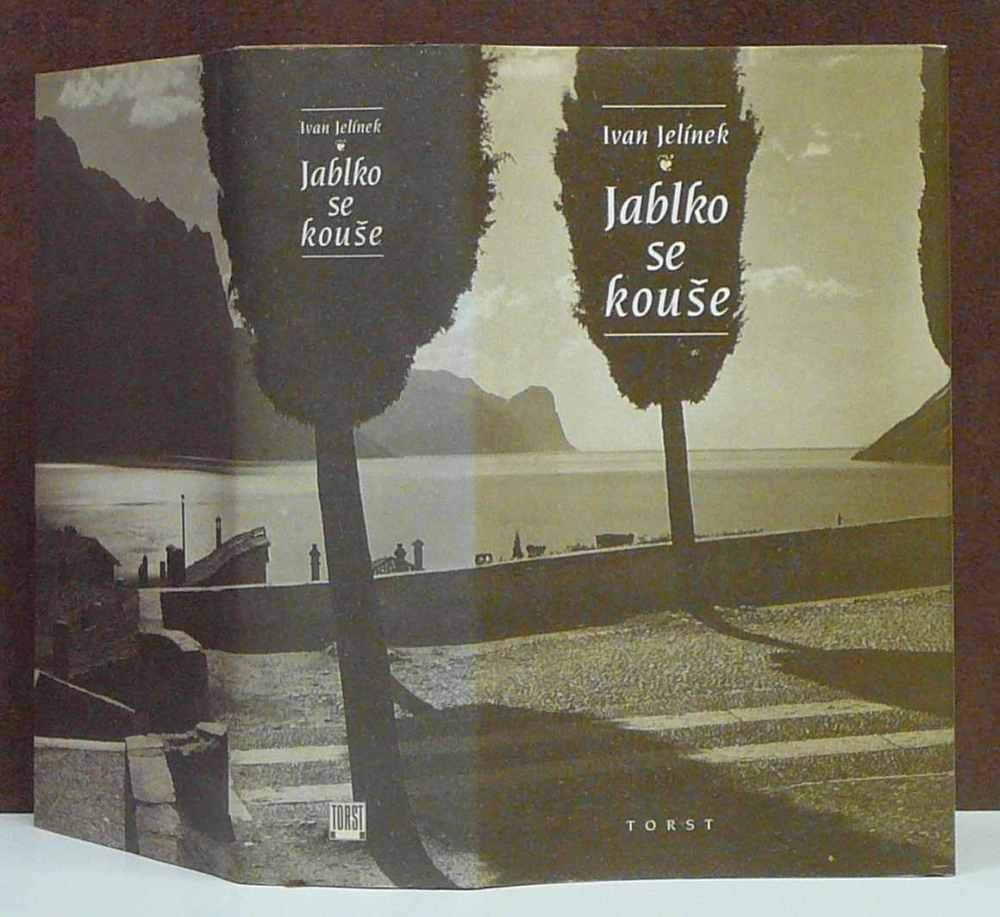 Ivan Jelínek
Jablko
se
kouše
TORST
Ivan Jelínek
Jablko
se
kouše
TORST